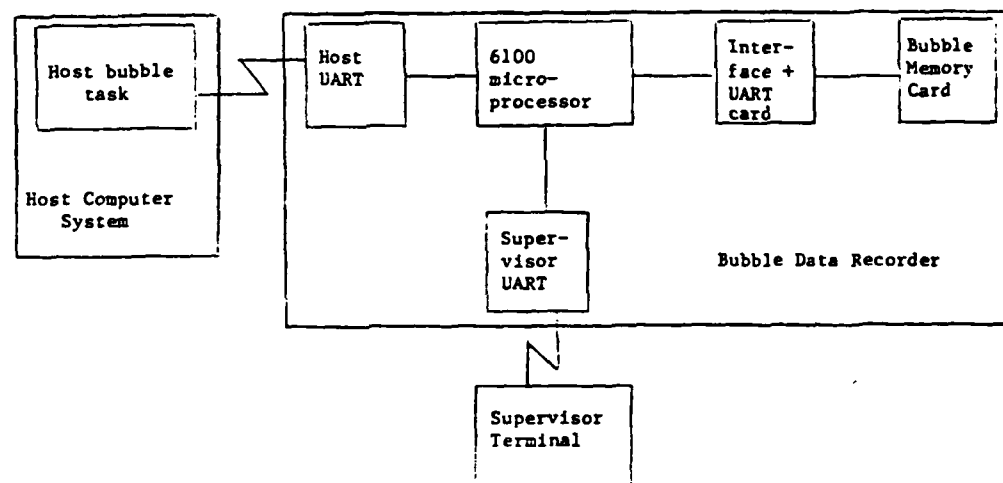 Host bubble
task
Host Computer
System
Host
UART
6100
micro-
processor
Inter-
face +
UART
card
Bubble
Memory
Card
Super-
visor
UART
Bubble Data Recorder
Supervisor
Terminal